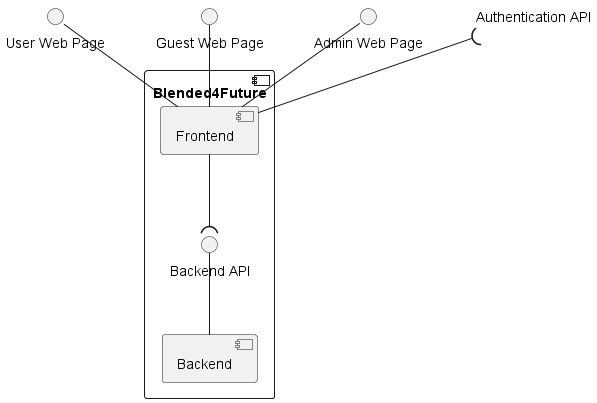 Authentication API
User Web Page
Guest Web Page
Admin Web Page
Blended4Future
Frontend
Backend API
Backend